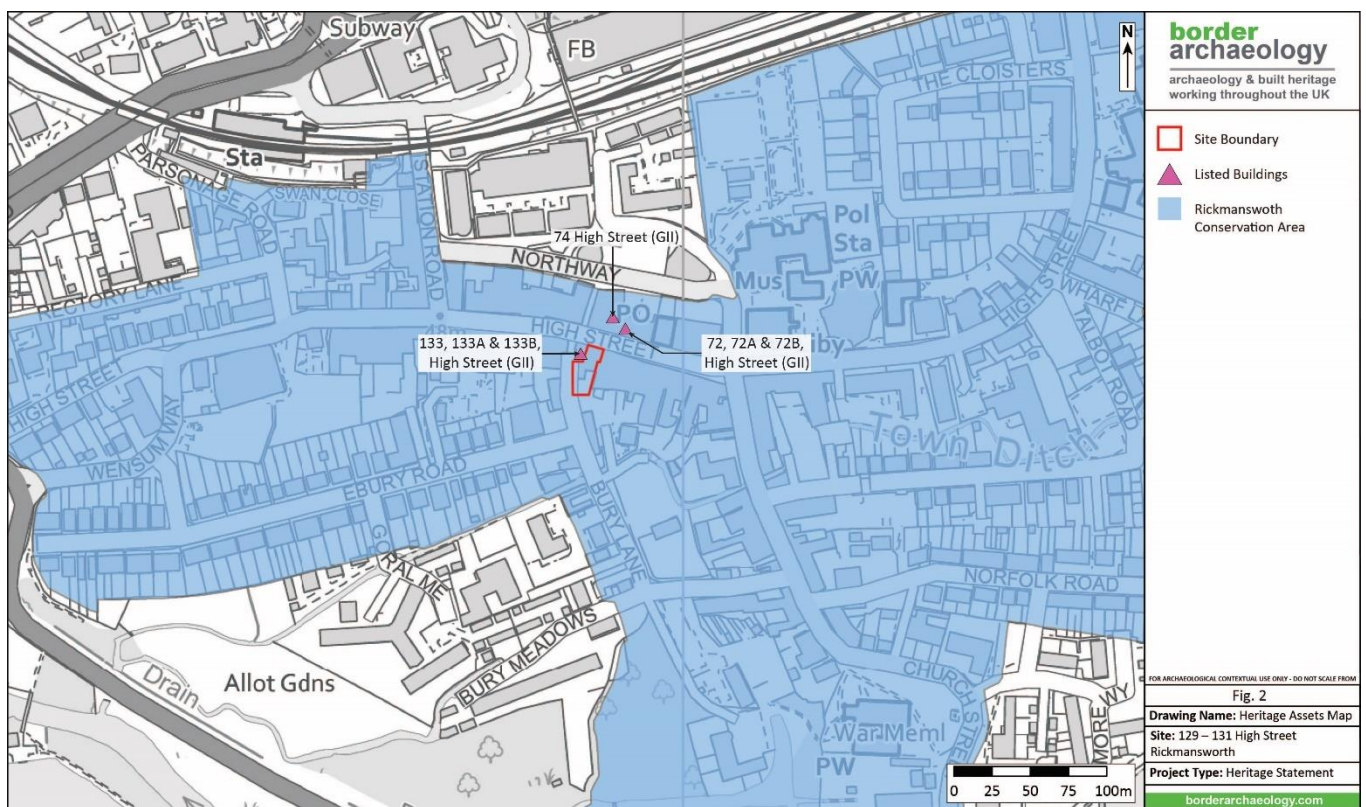 Subway
FB
N
THE CLOISTERS
PARSONAGE ROAD
Sta
SWAN CLOSE
STATION ROAD
Pol
Sta
74 High Street (GII)
NORTHWAY
Mus
PW
RECTORY LANE
PO
HIGH STREET
WHARF
48m
HIGH STREET
133, 133A & 133B,
High Street (GII)
72, 72A & 72B,
High Street (GII)
TALBOT ROAD
HIGH STREET
WENSUM WAY
Town Ditch
EBURY ROAD
BURY LANE
NORFOLK ROAD
BURY MEADOWS
Allot Gdns
Drain
CHURCH STREET
War Meml
PW
0 25 50 75 100m
border
archaeology
archaeology & built heritage
working throughout the UK
Site Boundary
Listed Buildings
Rickmanswoth
Conservation Area
FOR ARCHAEOLOGICAL CONTEXTUAL USE ONLY - DO NOT SCALE FROM
Fig. 2
Drawing Name: Heritage Assets Map
Site: 129 – 131 High Street
Rickmansworth
Project Type: Heritage Statement
borderarchaeology.com